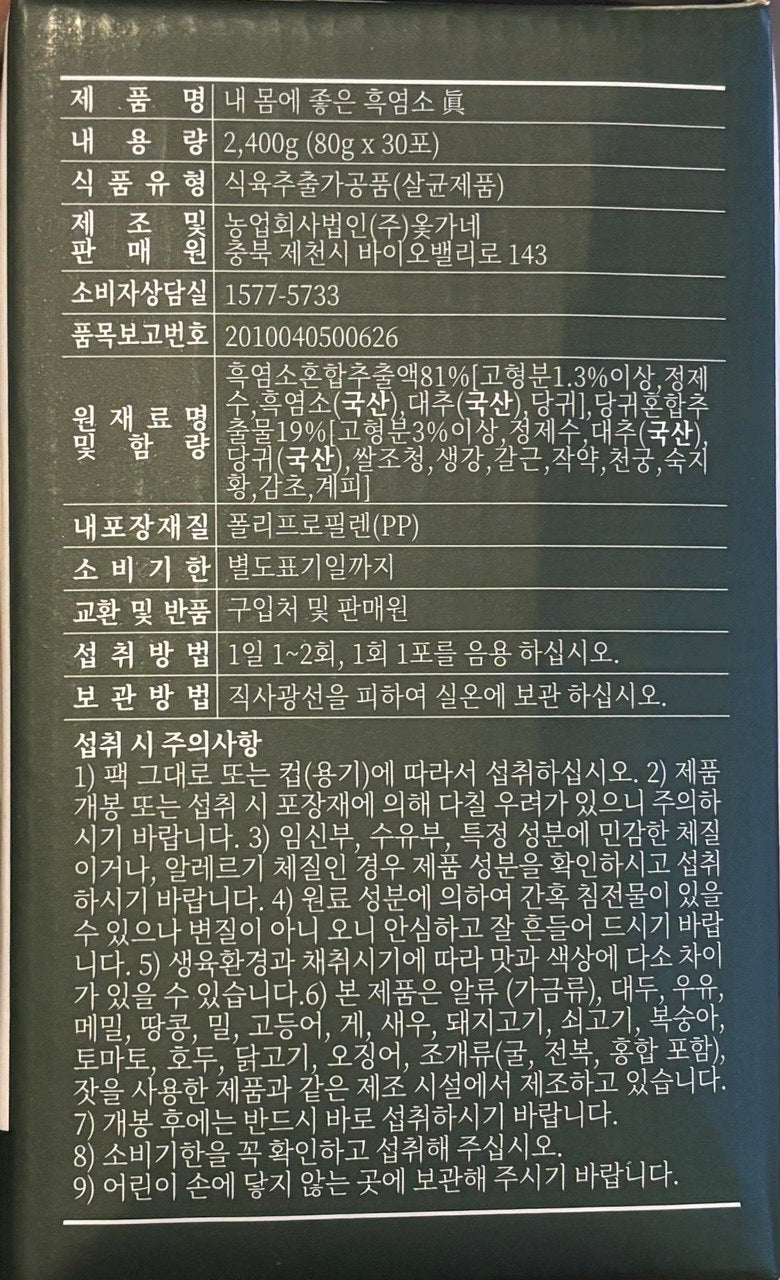 제 품 명 내 몸에 좋은 흑염소 眞
내 용 량 2,400g (80g x 30포)
식품유형 식육추출가공품(살균제품)
제 조 및 농업회사법인(주)옻가네
판 매 원 충북 제천시 바이오밸리로 143
소비자상담실 1577-5733
품목보고번호 2010040500626
원재료명 및 함량
흑염소혼합추출액81%[고형분1.3%이상,정제
수,흑염소(국산),대추(국산),당귀],당귀혼합추
출물19%[고형분3%이상,정제수,대추(국산),
당귀(국산),쌀조청,생강,갈근,작약,천궁,숙지
황,감초,계피]
내포장재질 폴리프로필렌(PP)
소비기한 별도표기일까지
교환 및 반품 구입처 및 판매원
섭취방법 1일 1~2회, 1회 1포를 음용 하십시오.
보관방법 직사광선을 피하여 실온에 보관 하십시오.
섭취 시 주의사항
1) 팩 그대로 또는 컵(용기)에 따라서 섭취하십시오. 2) 제품
개봉 또는 섭취 시 포장재에 의해 다칠 우려가 있으니 주의하
시기 바랍니다. 3) 임신부, 수유부, 특정 성분에 민감한 체질
이거나, 알레르기 체질인 경우 제품 성분을 확인하시고 섭취
하시기 바랍니다. 4) 원료 성분에 의하여 간혹 침전물이 있을
수 있으나 변질이 아니 오니 안심하고 잘 흔들어 드시기 바랍
니다. 5) 생육환경과 채취시기에 따라 맛과 색상에 다소 차이
가 있을 수 있습니다.6) 본 제품은 알류 (가금류), 대두, 우유,
메밀, 땅콩, 밀, 고등어, 게, 새우, 돼지고기, 쇠고기, 복숭아,
토마토, 호두, 닭고기, 오징어, 조개류(굴, 전복, 홍합 포함),
잣을 사용한 제품과 같은 제조 시설에서 제조하고 있습니다.
7) 개봉 후에는 반드시 바로 섭취하시기 바랍니다.
8) 소비기한을 꼭 확인하고 섭취해 주십시오.
9) 어린이 손에 닿지 않는 곳에 보관해 주시기 바랍니다.